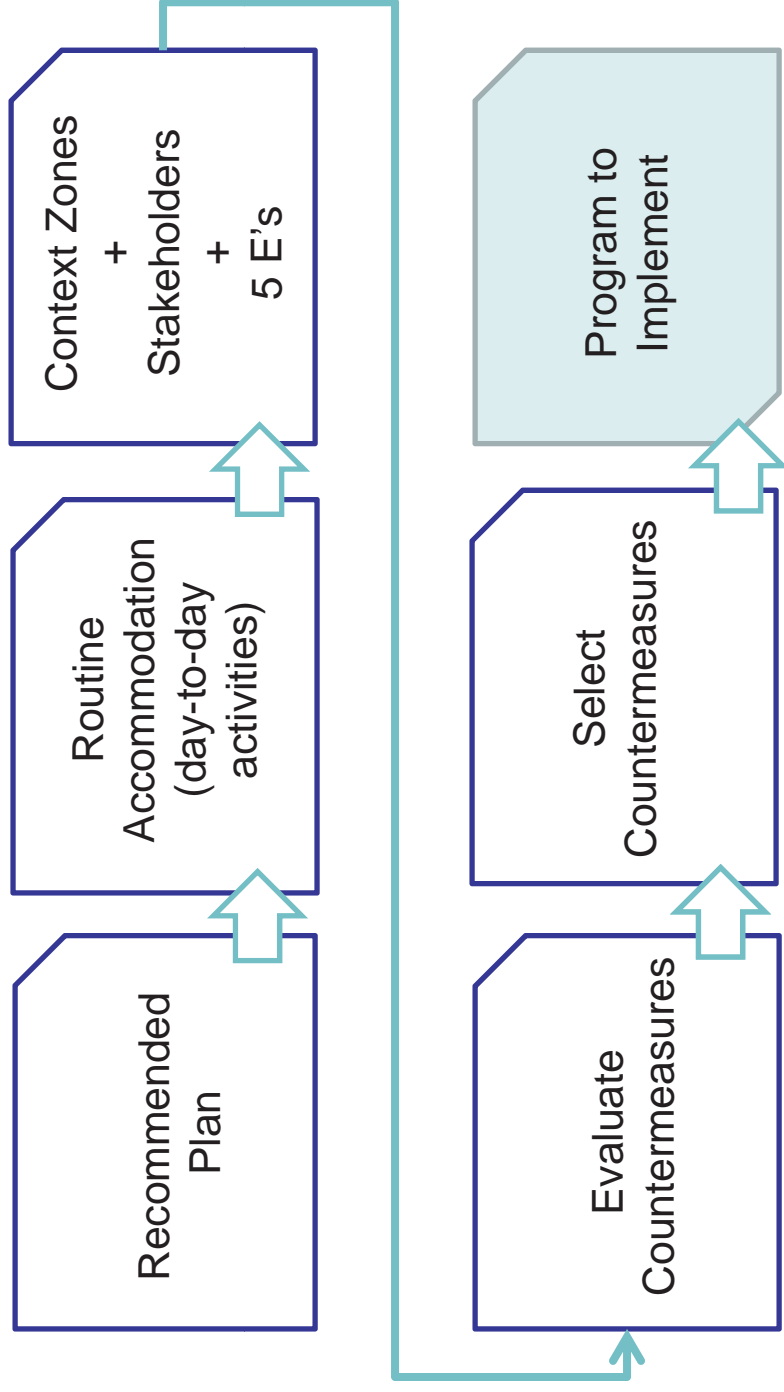 Recommended
Plan
Routine
Accommodation
(day-to-day
activities)
Context Zones
+
Stakeholders
+
5 E’s
Evaluate
Countermeasures
Select
Countermeasures
Program to
Implement